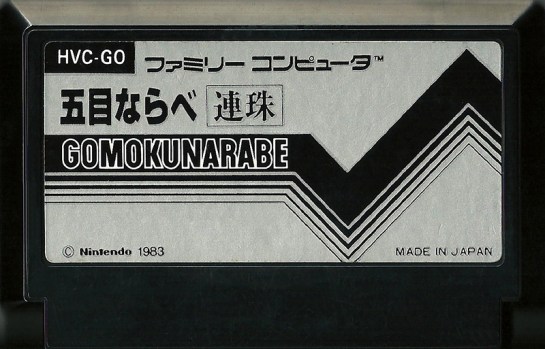 HVC-GO ファミリー コンピュータ™
五目ならべ 連珠
GOMOKUNARABE
© Nintendo 1983
MADE IN JAPAN